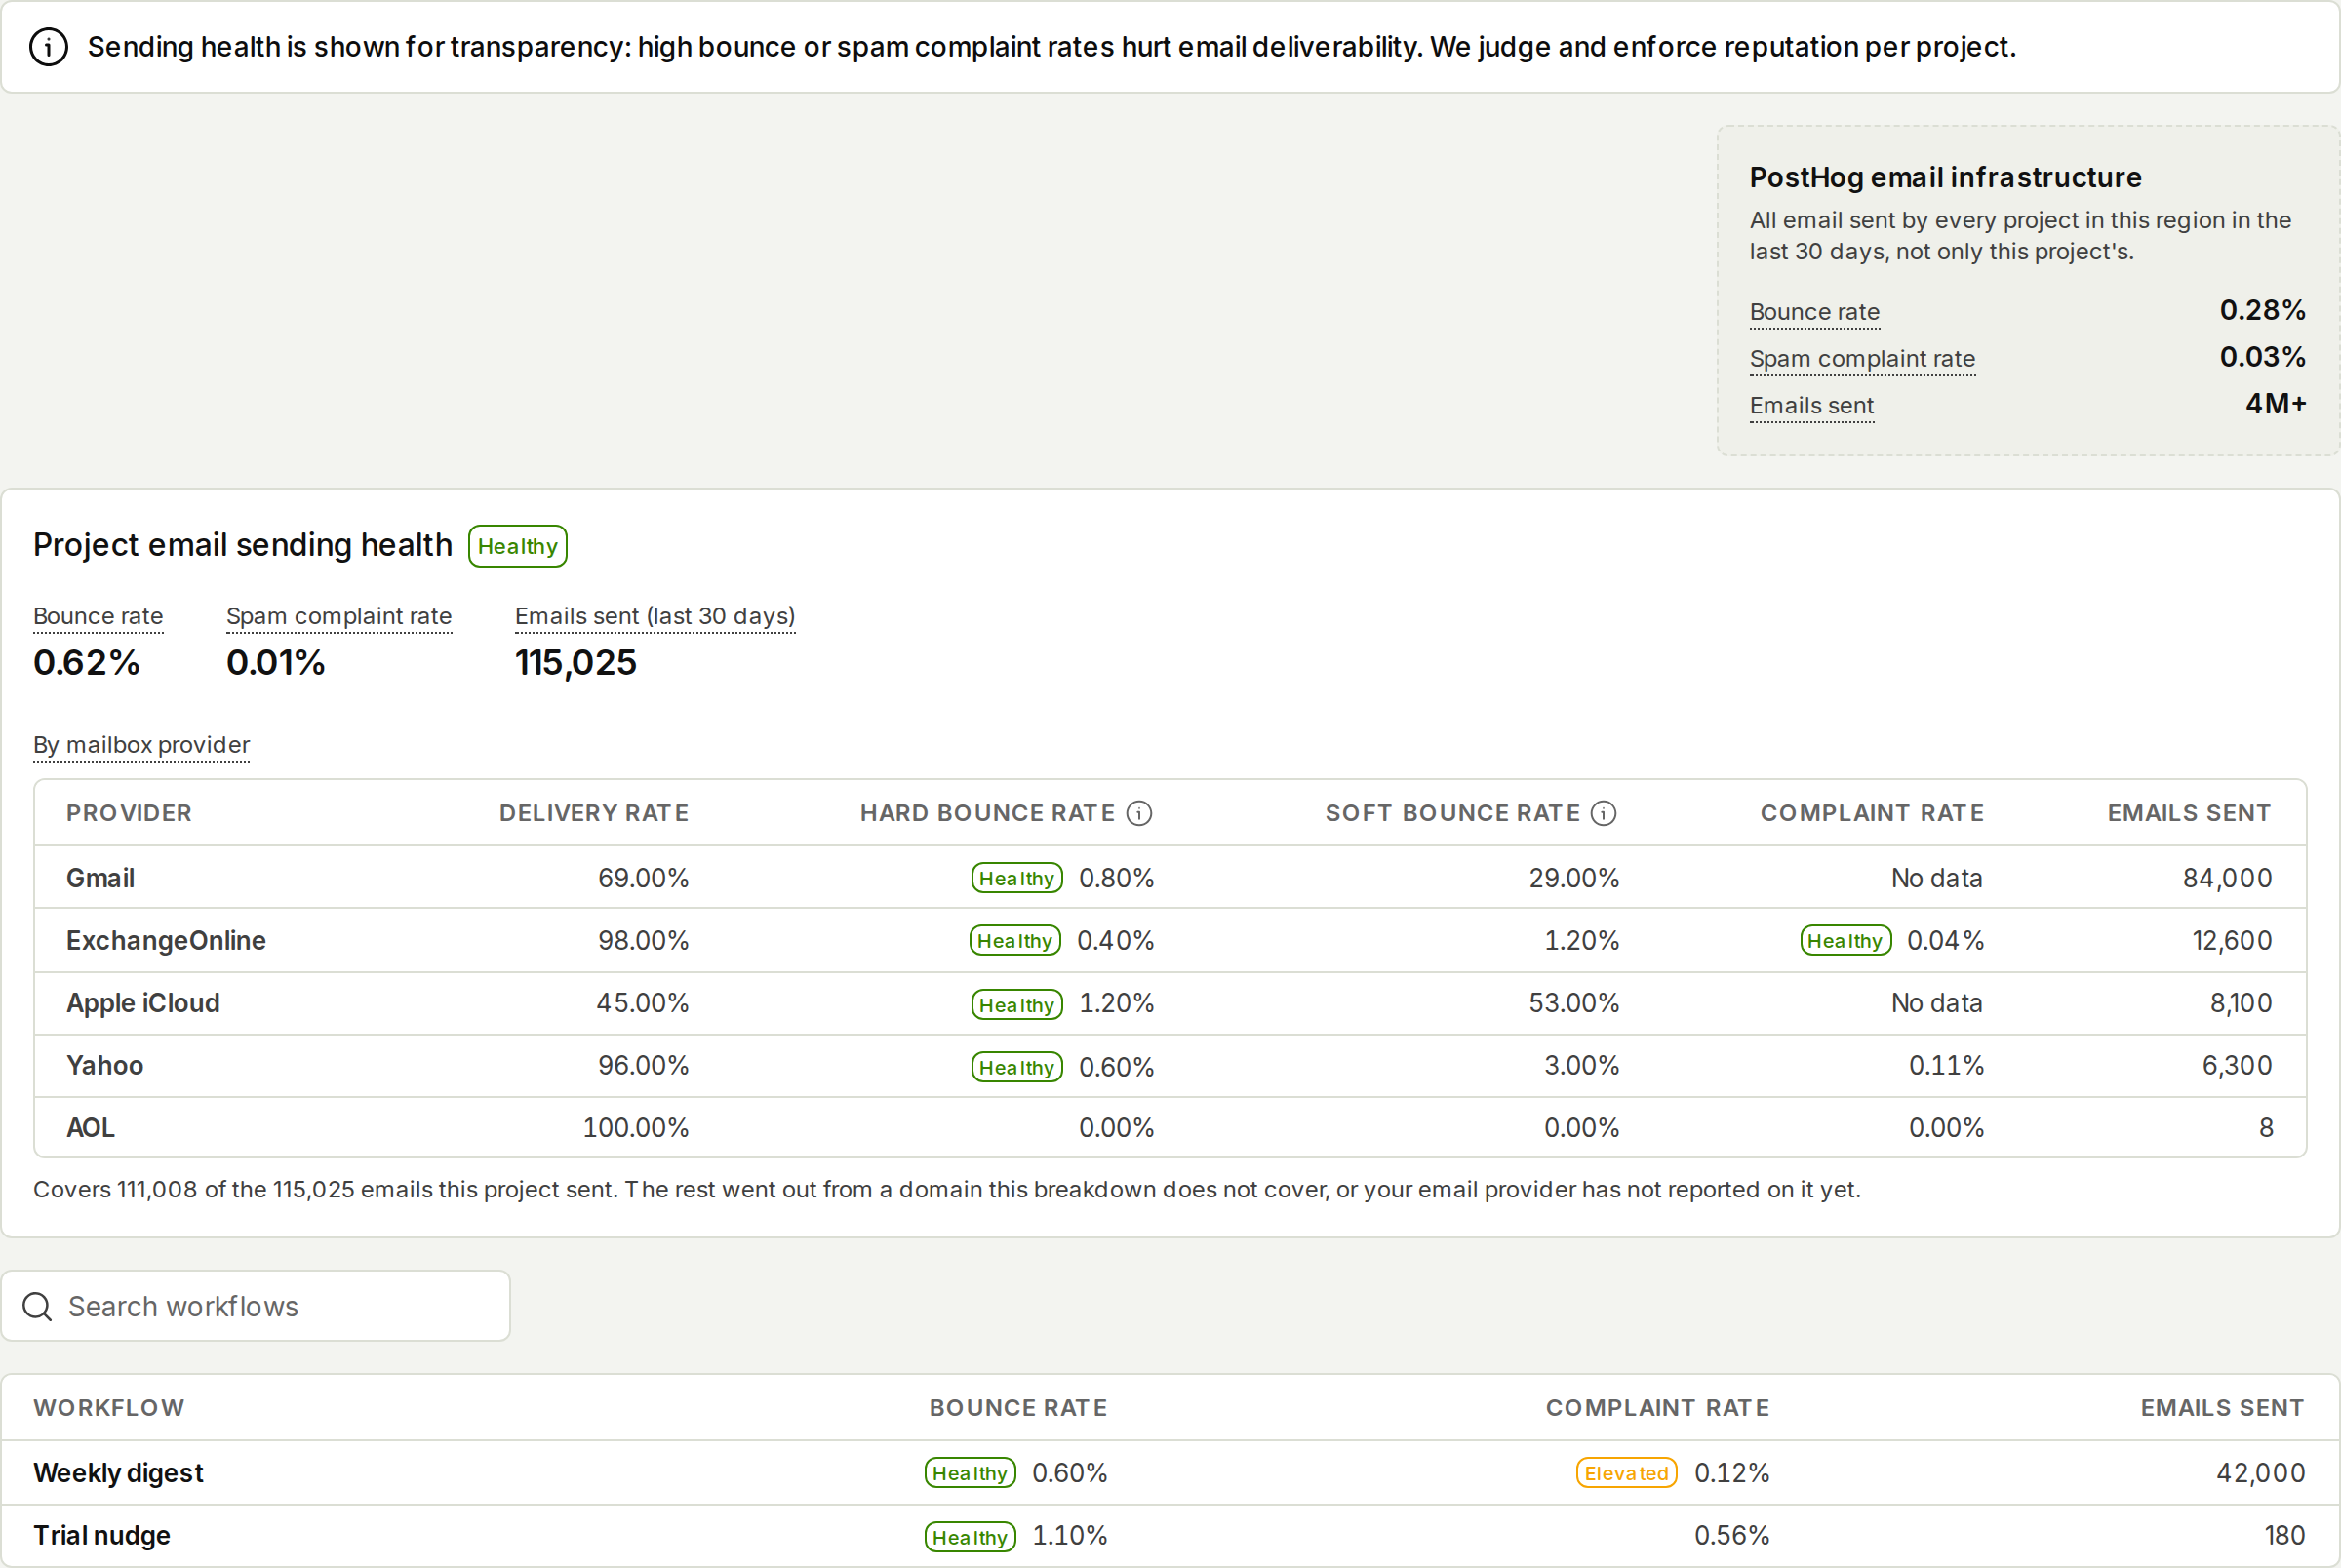 Sending health is shown for transparency: high bounce or spam complaint rates hurt email deliverability. We judge and enforce reputation per project.
PostHog email infrastructure
All email sent by every project in this region in the
last 30 days, not only this project's.
Bounce rate 0.28%
Spam complaint rate 0.03%
Emails sent 4M+
Project email sending health Healthy
Bounce rate Spam complaint rate Emails sent (last 30 days)
0.62% 0.01% 115,025
By mailbox provider
PROVIDER DELIVERY RATE HARD BOUNCE RATE SOFT BOUNCE RATE COMPLAINT RATE EMAILS SENT
Gmail 69.00% Healthy 0.80% 29.00% No data 84,000
ExchangeOnline 98.00% Healthy 0.40% 1.20% Healthy 0.04% 12,600
Apple iCloud 45.00% Healthy 1.20% 53.00% No data 8,100
Yahoo 96.00% Healthy 0.60% 3.00% 0.11% 6,300
AOL 100.00% 0.00% 0.00% 0.00% 8
Covers 111,008 of the 115,025 emails this project sent. The rest went out from a domain this breakdown does not cover, or your email provider has not reported on it yet.
Search workflows
WORKFLOW BOUNCE RATE COMPLAINT RATE EMAILS SENT
Weekly digest Healthy 0.60% Elevated 0.12% 42,000
Trial nudge Healthy 1.10% 0.56% 180